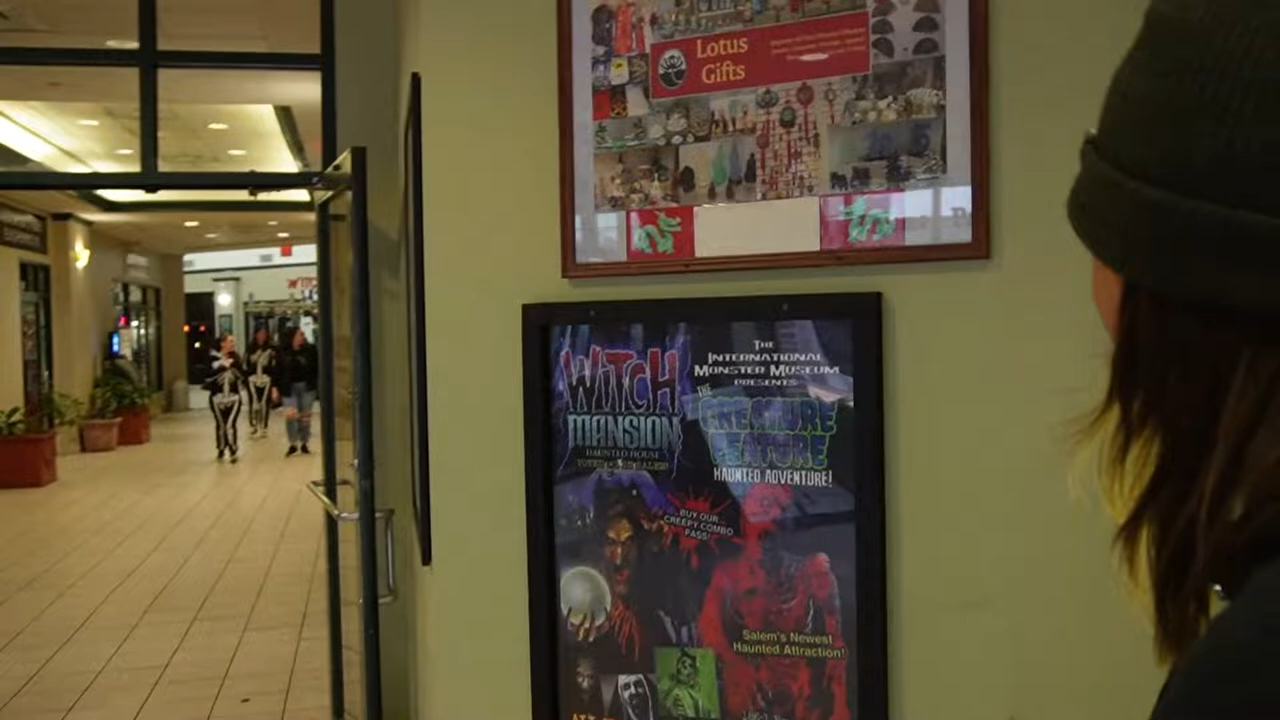 Lotus
Gifts
WITCH
MANSION
HAUNTED HOUSE
THE
INTERNATIONAL
MONSTER MUSEUM
PRESENTS
THE
CREATURE
FEATURE
HAUNTED ADVENTURE!
BUY OUR
CREEPY COMBO
PASS!
Salem's Newest
Haunted Attraction!